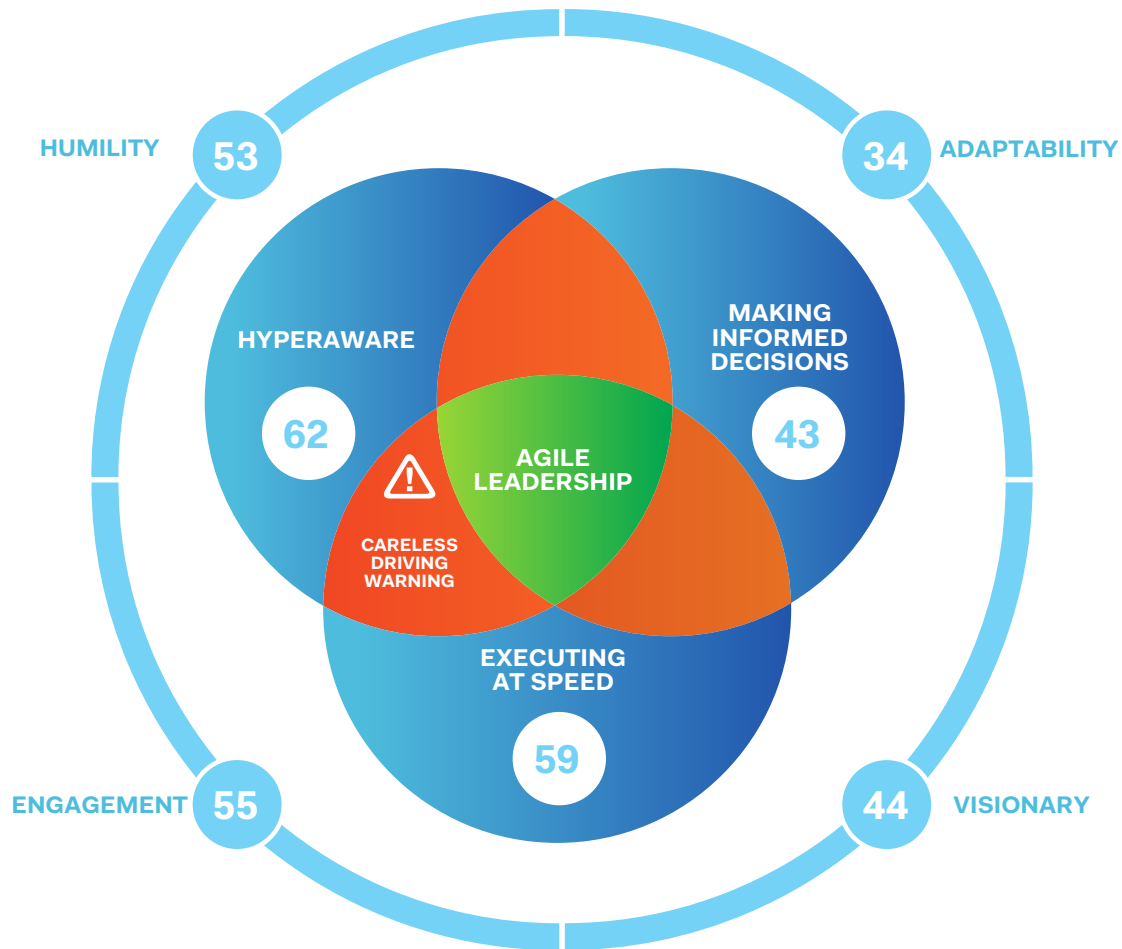 HUMILITY
53
34
ADAPTABILITY
HYPERAWARE
62
MAKING
INFORMED
DECISIONS
43
AGILE
LEADERSHIP
CARELESS
DRIVING
WARNING
EXECUTING
AT SPEED
59
ENGAGEMENT
55
44
VISIONARY